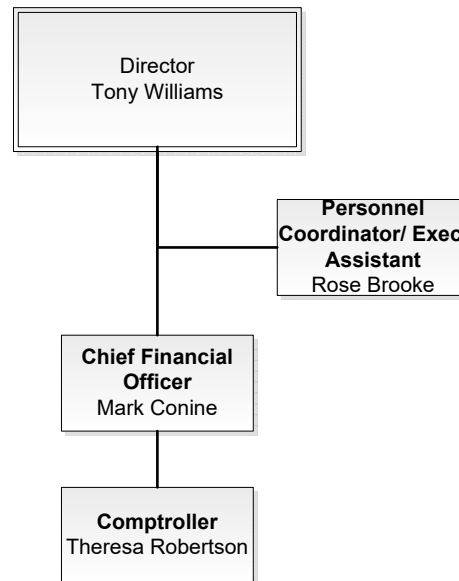 Director
Tony Williams
Personnel
Coordinator/ Exec
Assistant
Rose Brooke
Chief Financial
Officer
Mark Conine
Comptroller
Theresa Robertson